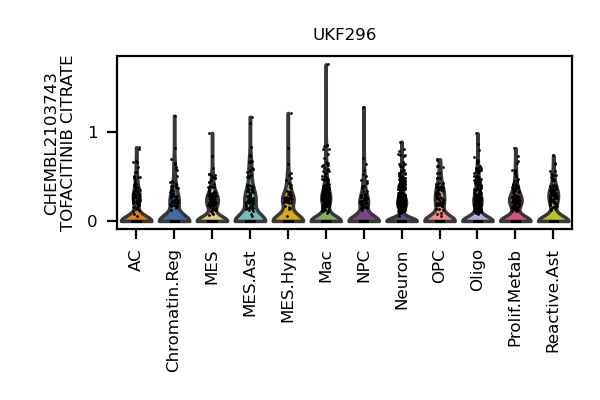 UKF296
CHEMBL2103743
TOFACITINIB CITRATE
1
0
AC
Chromatin.Reg
MES
MES.Ast
MES.Hyp
Mac
NPC
Neuron
OPC
Oligo
Prolif.Metab
Reactive.Ast